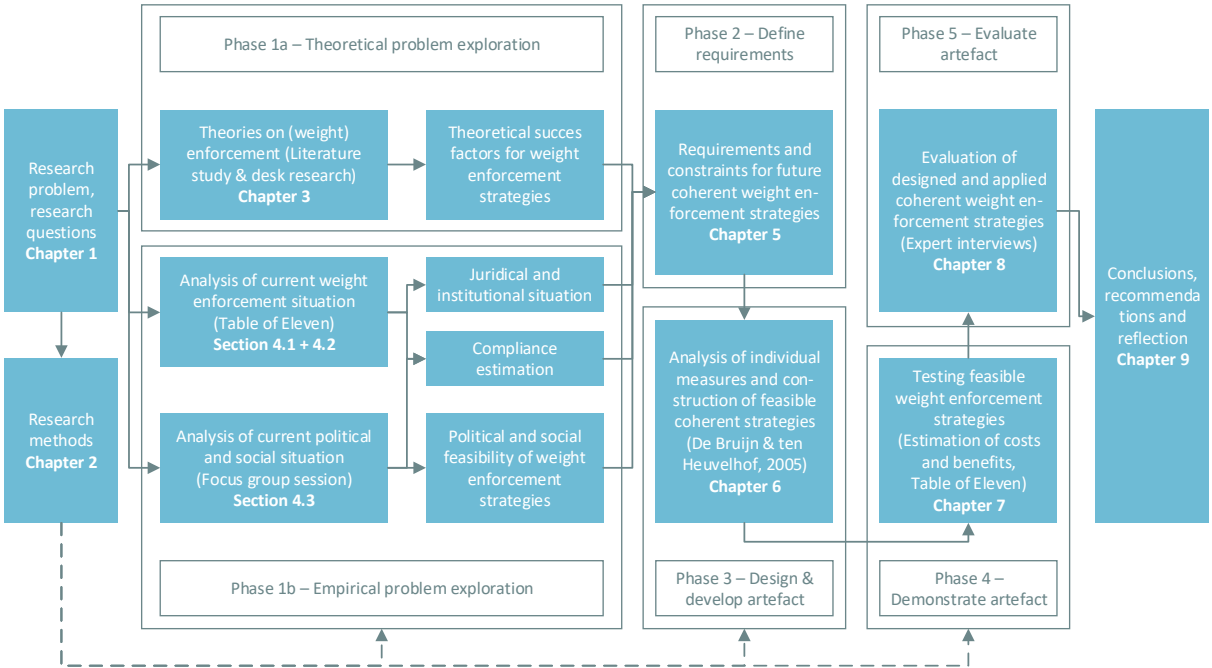 Phase 1a – Theoretical problem exploration
Phase 2 – Define
requirements
Phase 5 – Evaluate
artefact
Research
problem,
research
questions
Chapter 1
Theories on (weight)
enforcement (Literature
study & desk research)
Chapter 3
Theoretical succes
factors for weight
enforcement
strategies
Requirements and
constraints for future
coherent weight en-
forcement strategies
Chapter 5
Evaluation of
designed and applied
coherent weight en-
forcement strategies
(Expert interviews)
Chapter 8
Conclusions,
recommenda
tions and
reflection
Chapter 9
Analysis of current weight
enforcement situation
(Table of Eleven)
Section 4.1 + 4.2
Juridical and
institutional situation
Compliance
estimation
Research
methods
Chapter 2
Analysis of current political
and social situation
(Focus group session)
Section 4.3
Political and social
feasibility of weight
enforcement
strategies
Analysis of individual
measures and con-
struction of feasible
coherent strategies
(De Bruijn & ten
Heuvelhof, 2005)
Chapter 6
Testing feasible
weight enforcement
strategies
(Estimation of costs
and benefits,
Table of Eleven)
Chapter 7
Phase 1b – Empirical problem exploration
Phase 3 – Design &
develop artefact
Phase 4 –
Demonstrate artefact